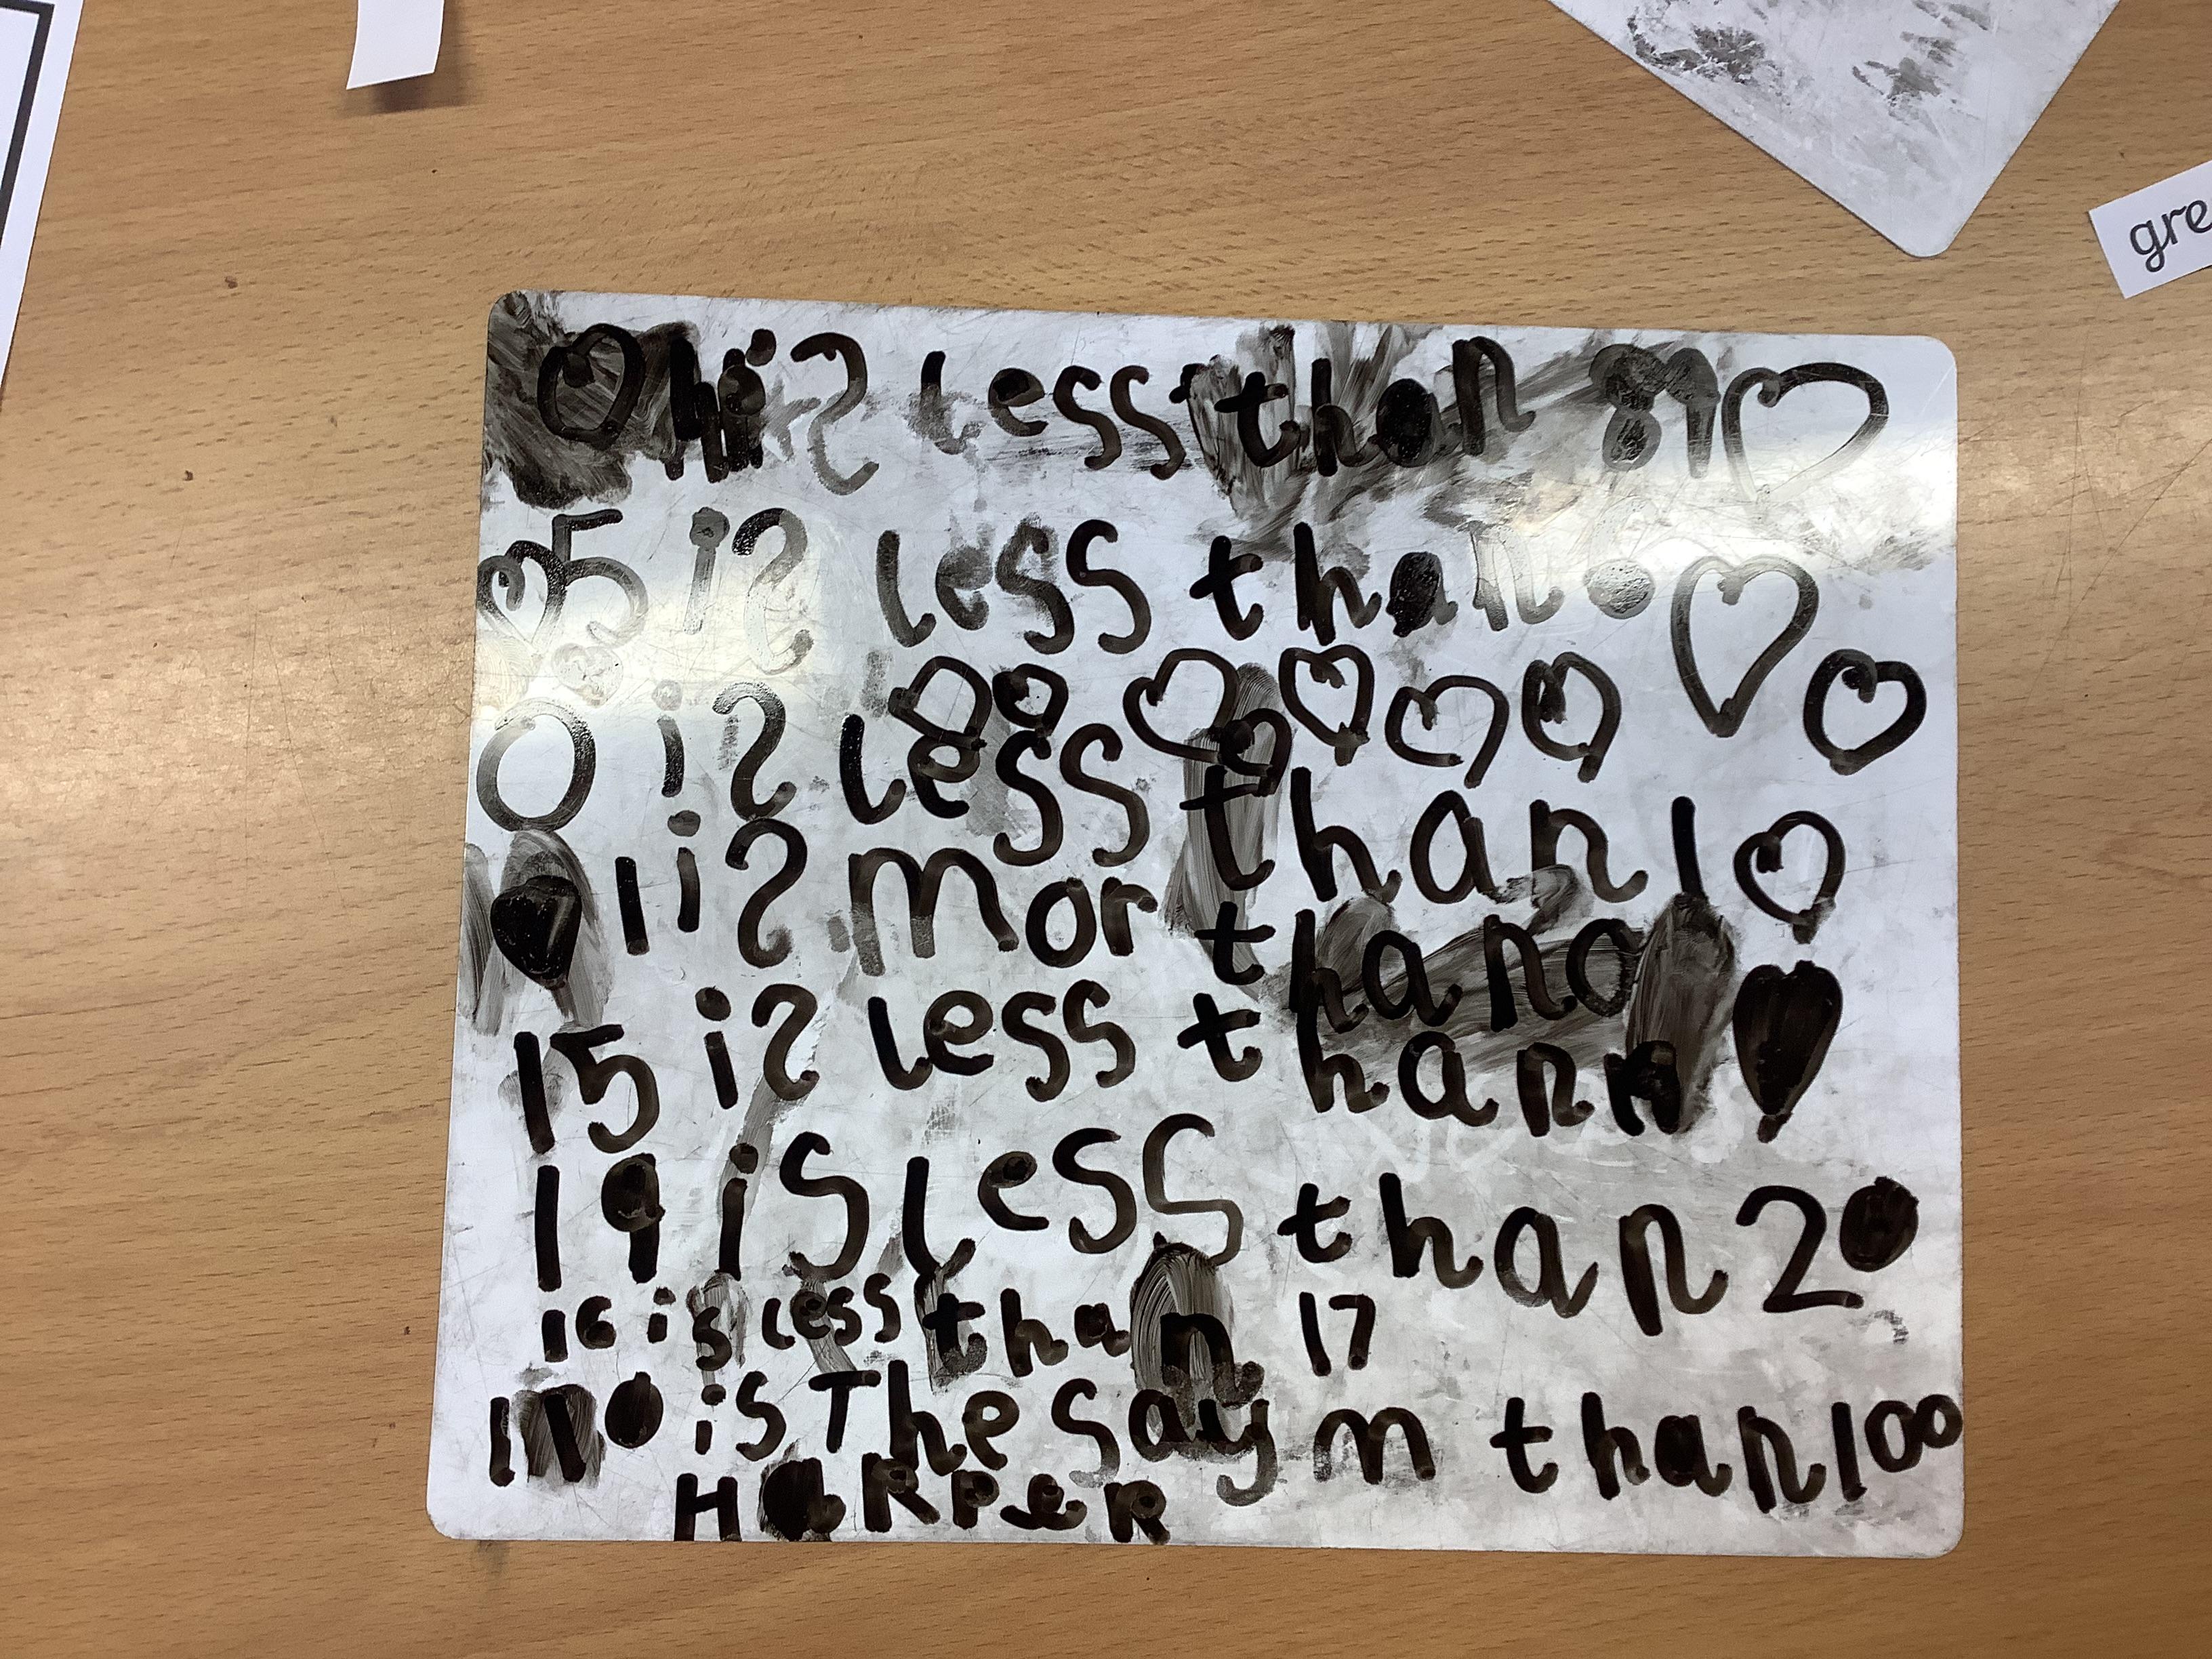 gre
is less than
5 is less than
0 is less than 1
1 is mor than 0
15 is less than
19 is less than 20
16 is less than 17
is The Saym than 100
HARPER